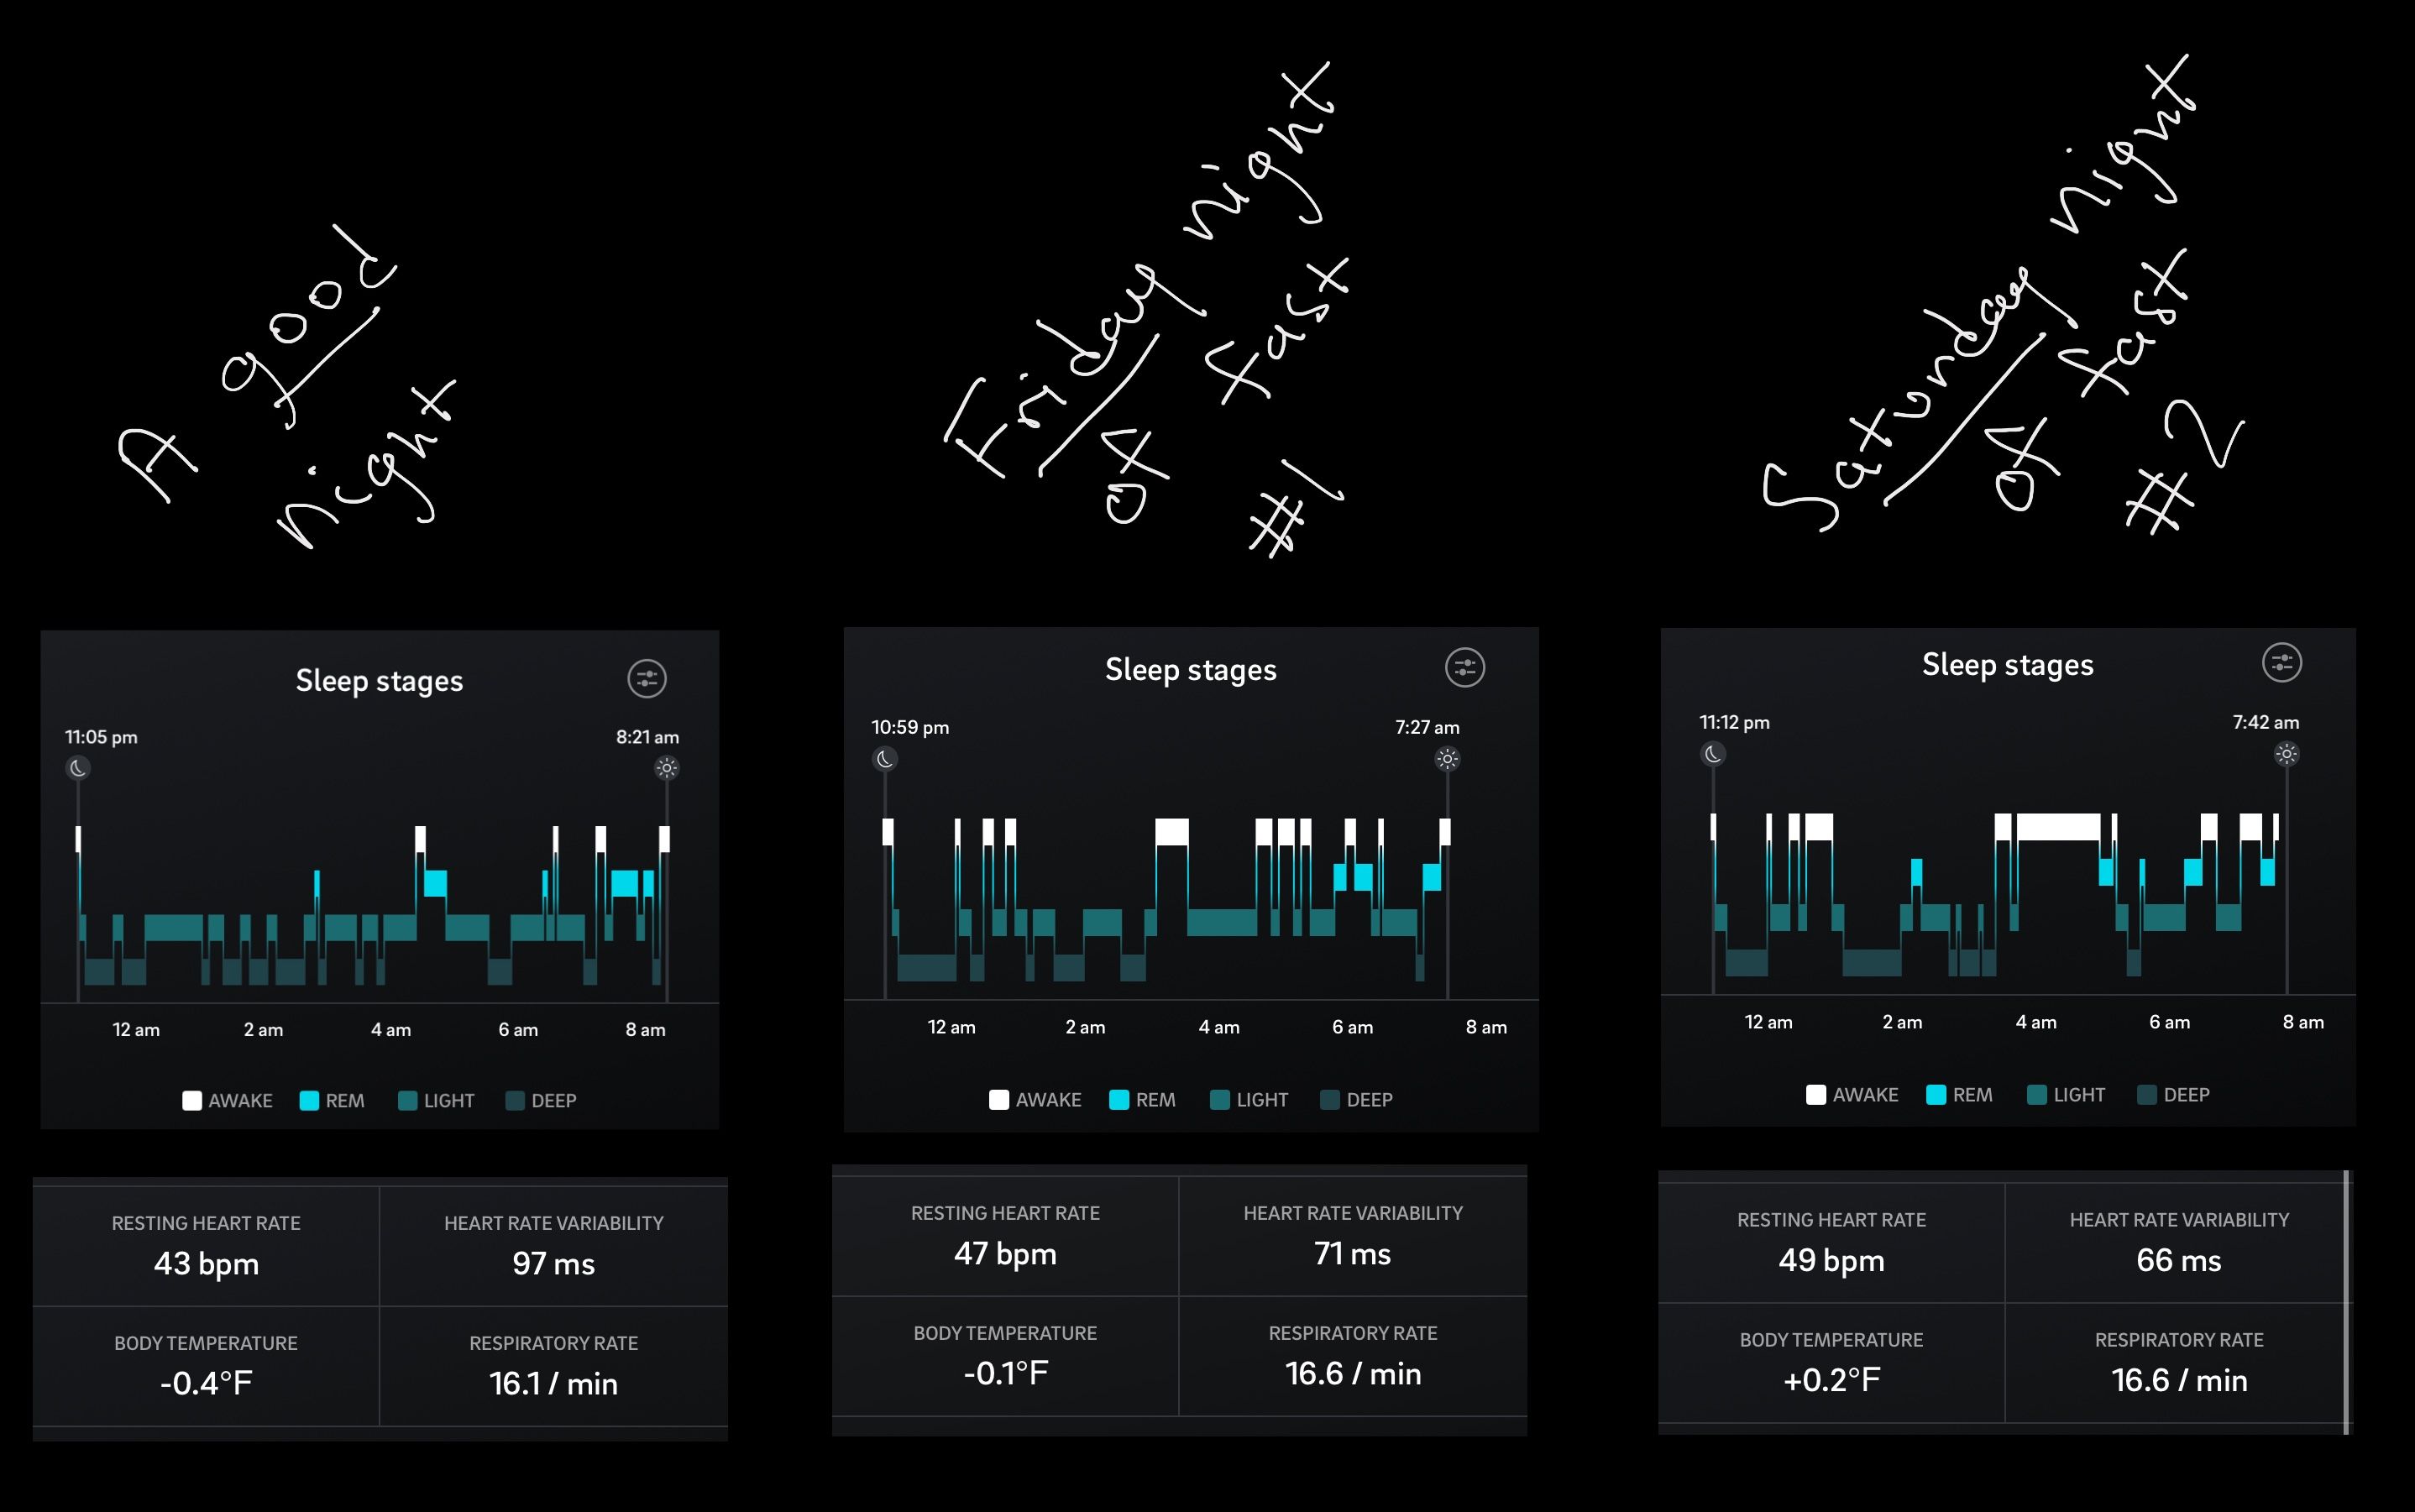 A good
night
Friday night
of fast
#1
Saturday night
of fast
#2
Sleep stages
11:05 pm
8:21 am
12 am
2 am
4 am
6 am
8 am
AWAKE
REM
LIGHT
DEEP
RESTING HEART RATE
43 bpm
HEART RATE VARIABILITY
97 ms
BODY TEMPERATURE
-0.4°F
RESPIRATORY RATE
16.1 / min
Sleep stages
10:59 pm
7:27 am
12 am
2 am
4 am
6 am
8 am
AWAKE
REM
LIGHT
DEEP
RESTING HEART RATE
47 bpm
HEART RATE VARIABILITY
71 ms
BODY TEMPERATURE
-0.1°F
RESPIRATORY RATE
16.6 / min
Sleep stages
11:12 pm
7:42 am
12 am
2 am
4 am
6 am
8 am
AWAKE
REM
LIGHT
DEEP
RESTING HEART RATE
49 bpm
HEART RATE VARIABILITY
66 ms
BODY TEMPERATURE
+0.2°F
RESPIRATORY RATE
16.6 / min